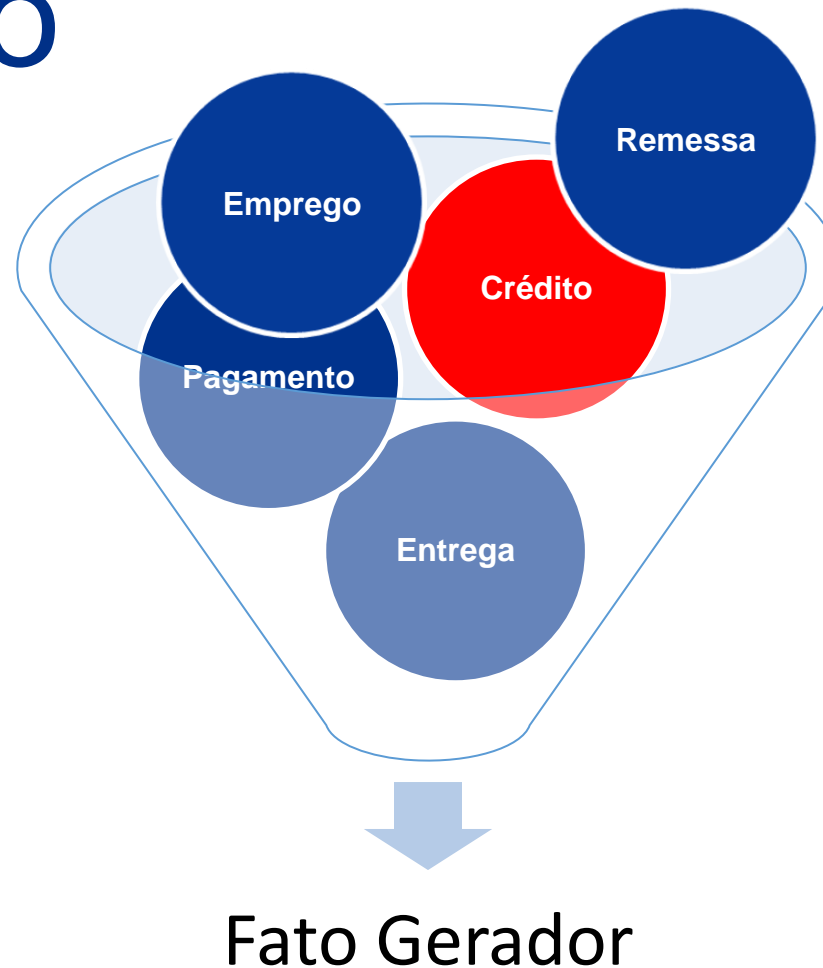 Remessa
Emprego
Crédito
Pagamento
Entrega
Fato Gerador